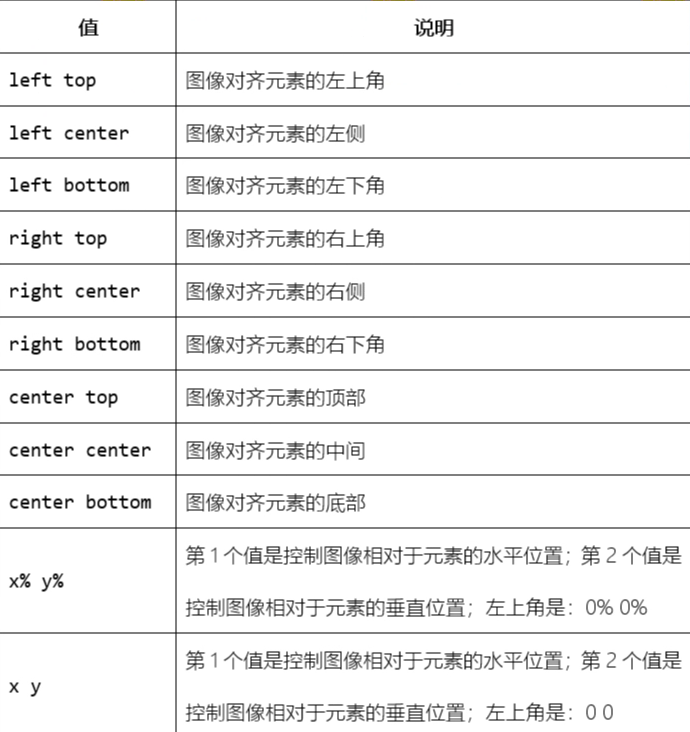 值 说明
left top 图像对齐元素的左上角
left center 图像对齐元素的左侧
left bottom 图像对齐元素的左下角
right top 图像对齐元素的右上角
right center 图像对齐元素的右侧
right bottom 图像对齐元素的右下角
center top 图像对齐元素的顶部
center center 图像对齐元素的中间
center bottom 图像对齐元素的底部
x% y% 第 1 个值是控制图像相对于元素的水平位置；第 2 个值是
控制图像相对于元素的垂直位置；左上角是：0% 0%
x y 第 1 个值是控制图像相对于元素的水平位置；第 2 个值是
控制图像相对于元素的垂直位置；左上角是：0 0